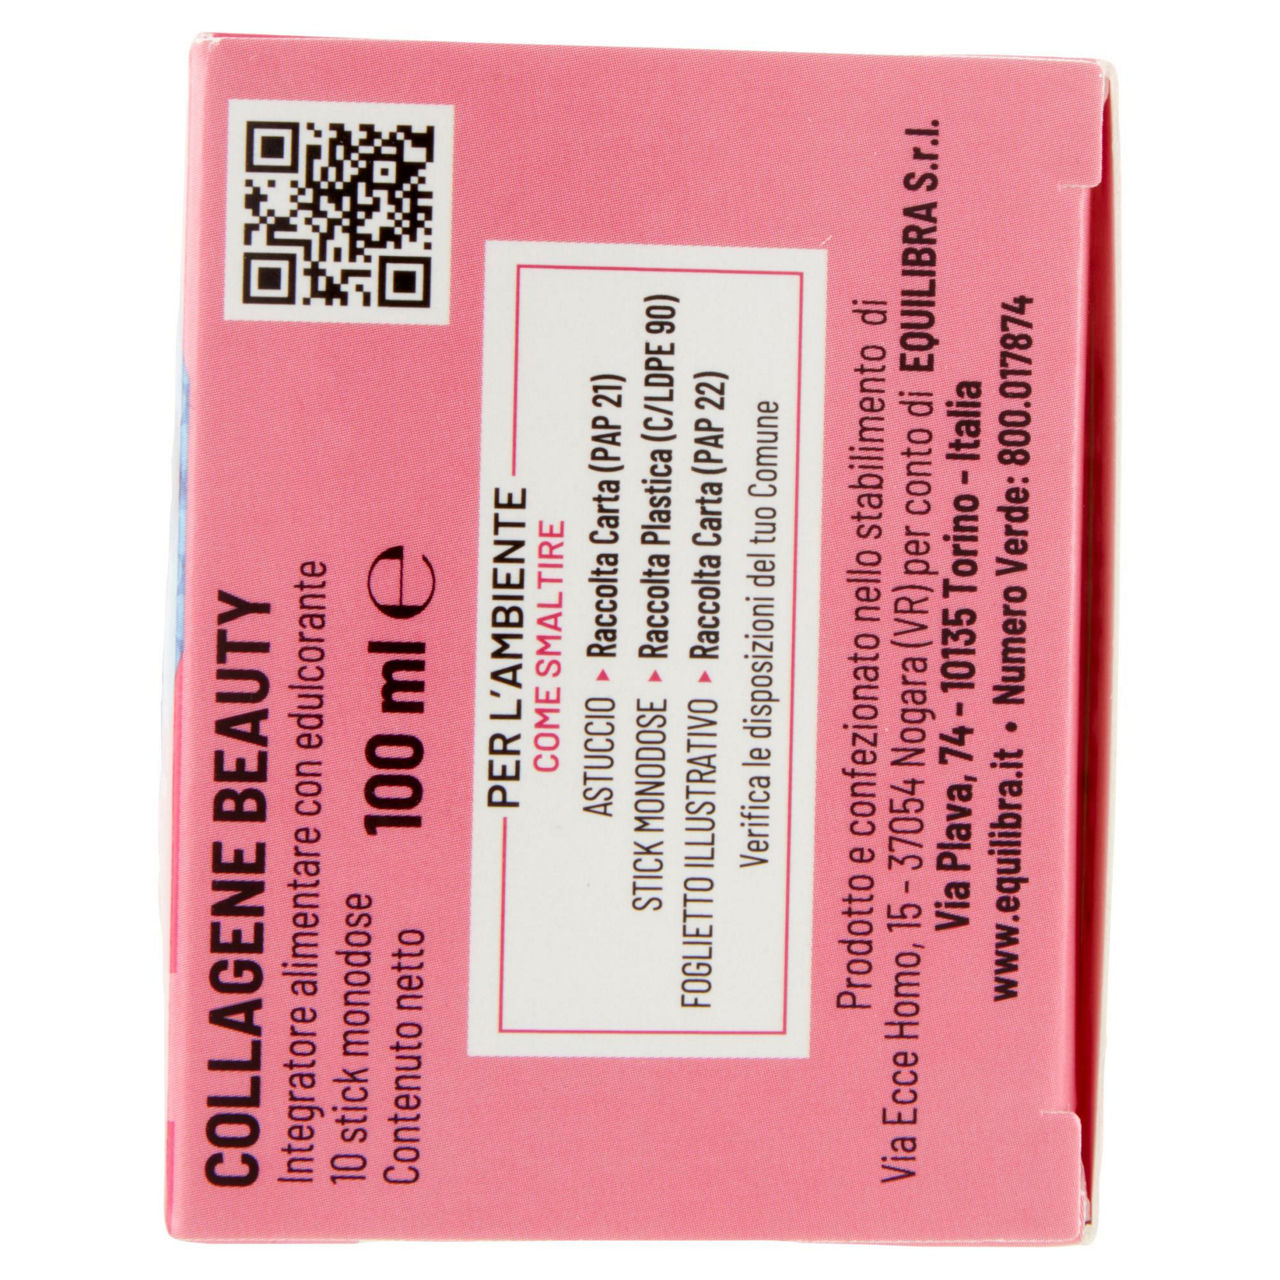 COLLAGENE BEAUTY
Integratore alimentare con edulcorante
10 stick monodose
Contenuto netto 100 ml e
PER L'AMBIENTE
COME SMALTIRE
ASTUCCIO ▸ Raccolta Carta (PAP 21)
STICK MONODOSE ▸ Raccolta Plastica (C/LDPE 90)
FOGLIETTO ILLUSTRATIVO ▸ Raccolta Carta (PAP 22)
Verifica le disposizioni del tuo Comune
Prodotto e confezionato nello stabilimento di
Via Ecce Homo, 15 - 37054 Nogara (VR) per conto di EQUILIBRA S.r.l.
Via Plava, 74 - 10135 Torino - Italia
www.equilibra.it • Numero Verde: 800.017874